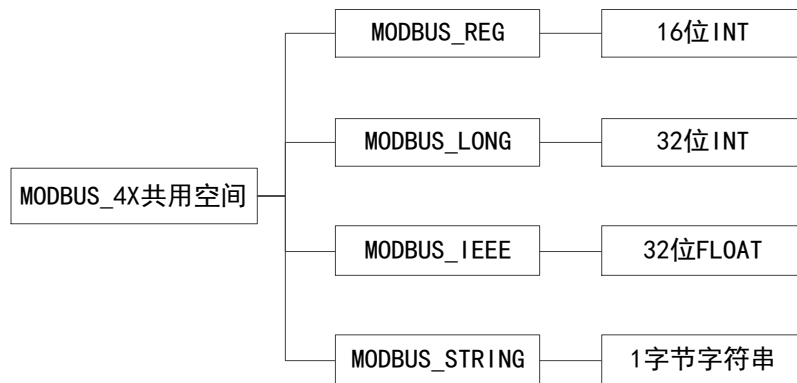 MODBUS_REG
16位INT
MODBUS_LONG
32位INT
MODBUS_4X共用空间
MODBUS_IEEE
32位FLOAT
MODBUS_STRING
1字节字符串